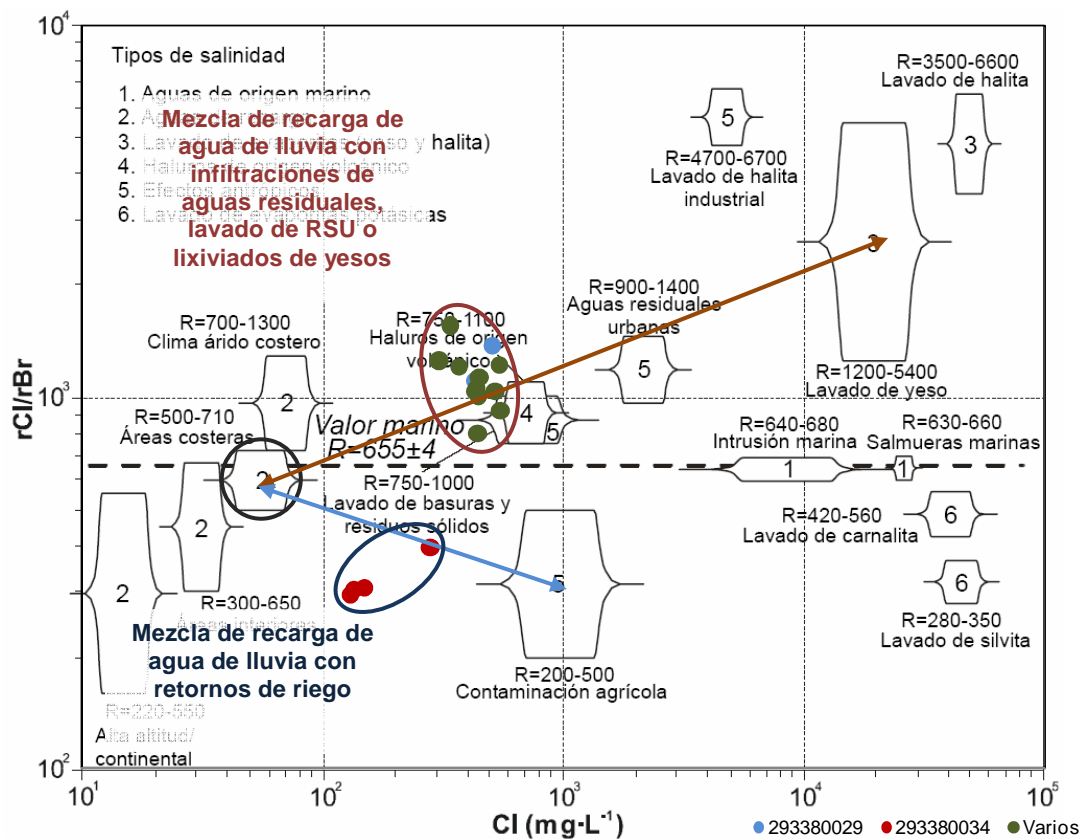 10⁴
Tipos de salinidad
1. Aguas de origen marino
2.
3. halita)
4. Haluros de origen volcánico
5. Efectos antrópicos
6. Lavado de evaporitas potásicas
Mezcla de recarga de
agua de lluvia con
infiltraciones de
aguas residuales,
lavado de RSU o
lixiviados de yesos
R=3500-6600
Lavado de halita
5
3
R=4700-6700
Lavado de halita
industrial
3
R=900-1400
Aguas residuales
urbanas
R=750-1100
Haluros de origen
volcánico
R=700-1300
Clima árido costero
5
R=1200-5400
Lavado de yeso
10³
rCl/rBr
2
4
5
R=500-710
Áreas costeras
Valor marino
R=655±4
R=640-680
Intrusión marina
R=630-660
Salmueras marinas
1
1
2
R=750-1000
Lavado de basuras y
residuos sólidos
R=420-560
Lavado de carnalita
6
2
2
5
6
R=300-650
R=280-350
Lavado de silvita
Mezcla de recarga de
agua de lluvia con
retornos de riego
R=200-500
Contaminación agrícola
R=220-550
Alta altitud/
continental
10²
10¹
10²
10³
10⁴
10⁵
Cl (mg·L⁻¹)
293380029
293380034
Varios